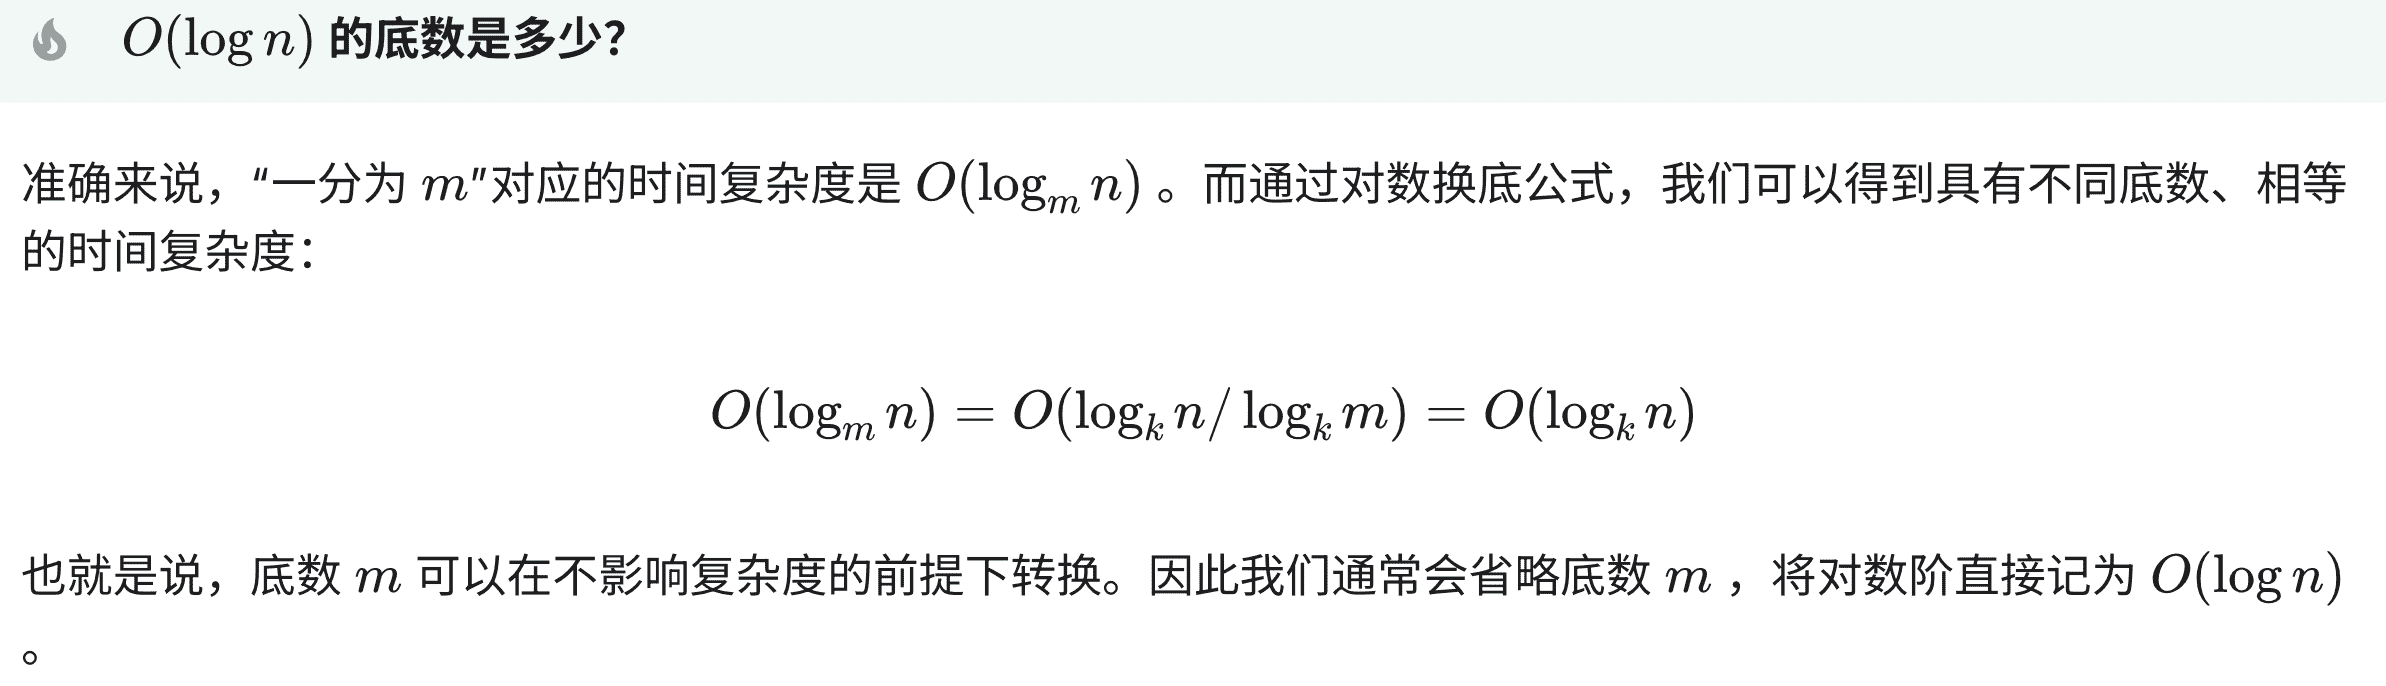 O(log n) 的底数是多少？
准确来说，“一分为 m”对应的时间复杂度是 O(log_m n) 。而通过对数换底公式，我们可以得到具有不同底数、相等
的时间复杂度：
O(log_m n) = O(log_k n/ log_k m) = O(log_k n)
也就是说，底数 m 可以在不影响复杂度的前提下转换。因此我们通常会省略底数 m ，将对数阶直接记为 O(log n)
。